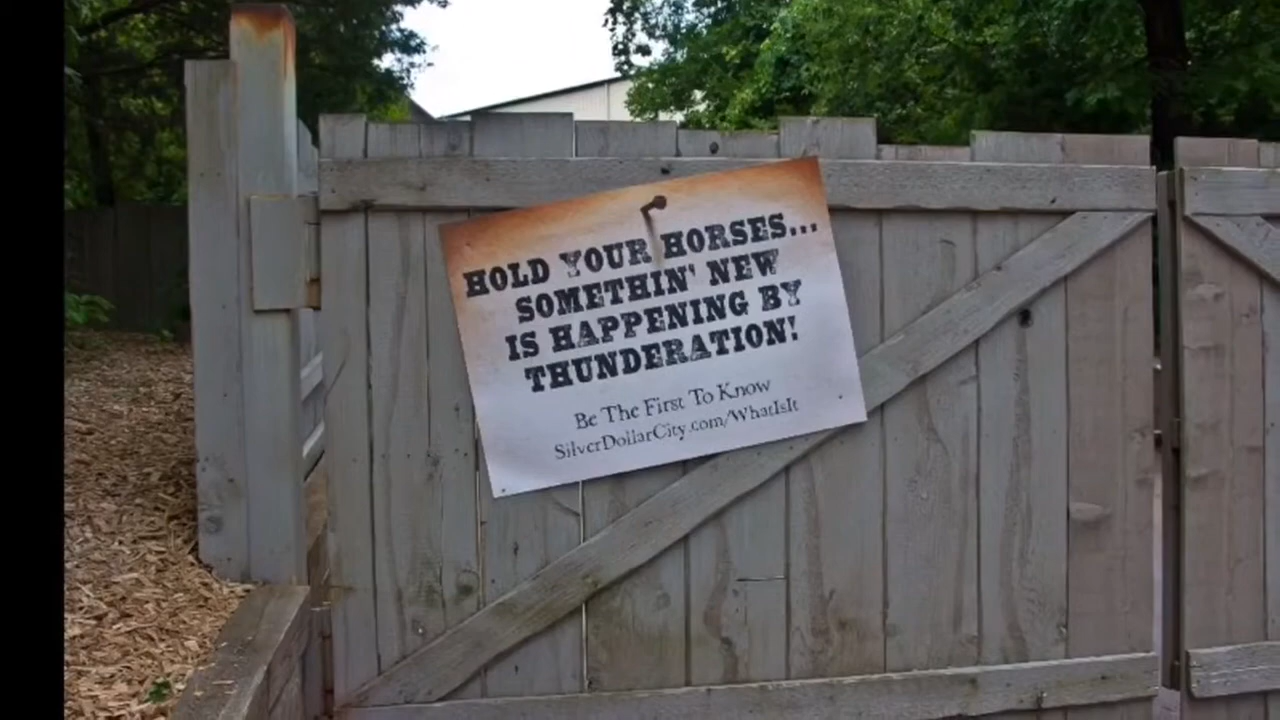 HOLD YOUR HORSES...
SOMETHIN' NEW
IS HAPPENING BY
THUNDERATION!
Be The First To Know
SilverDollarCity.com/WhatIsIt